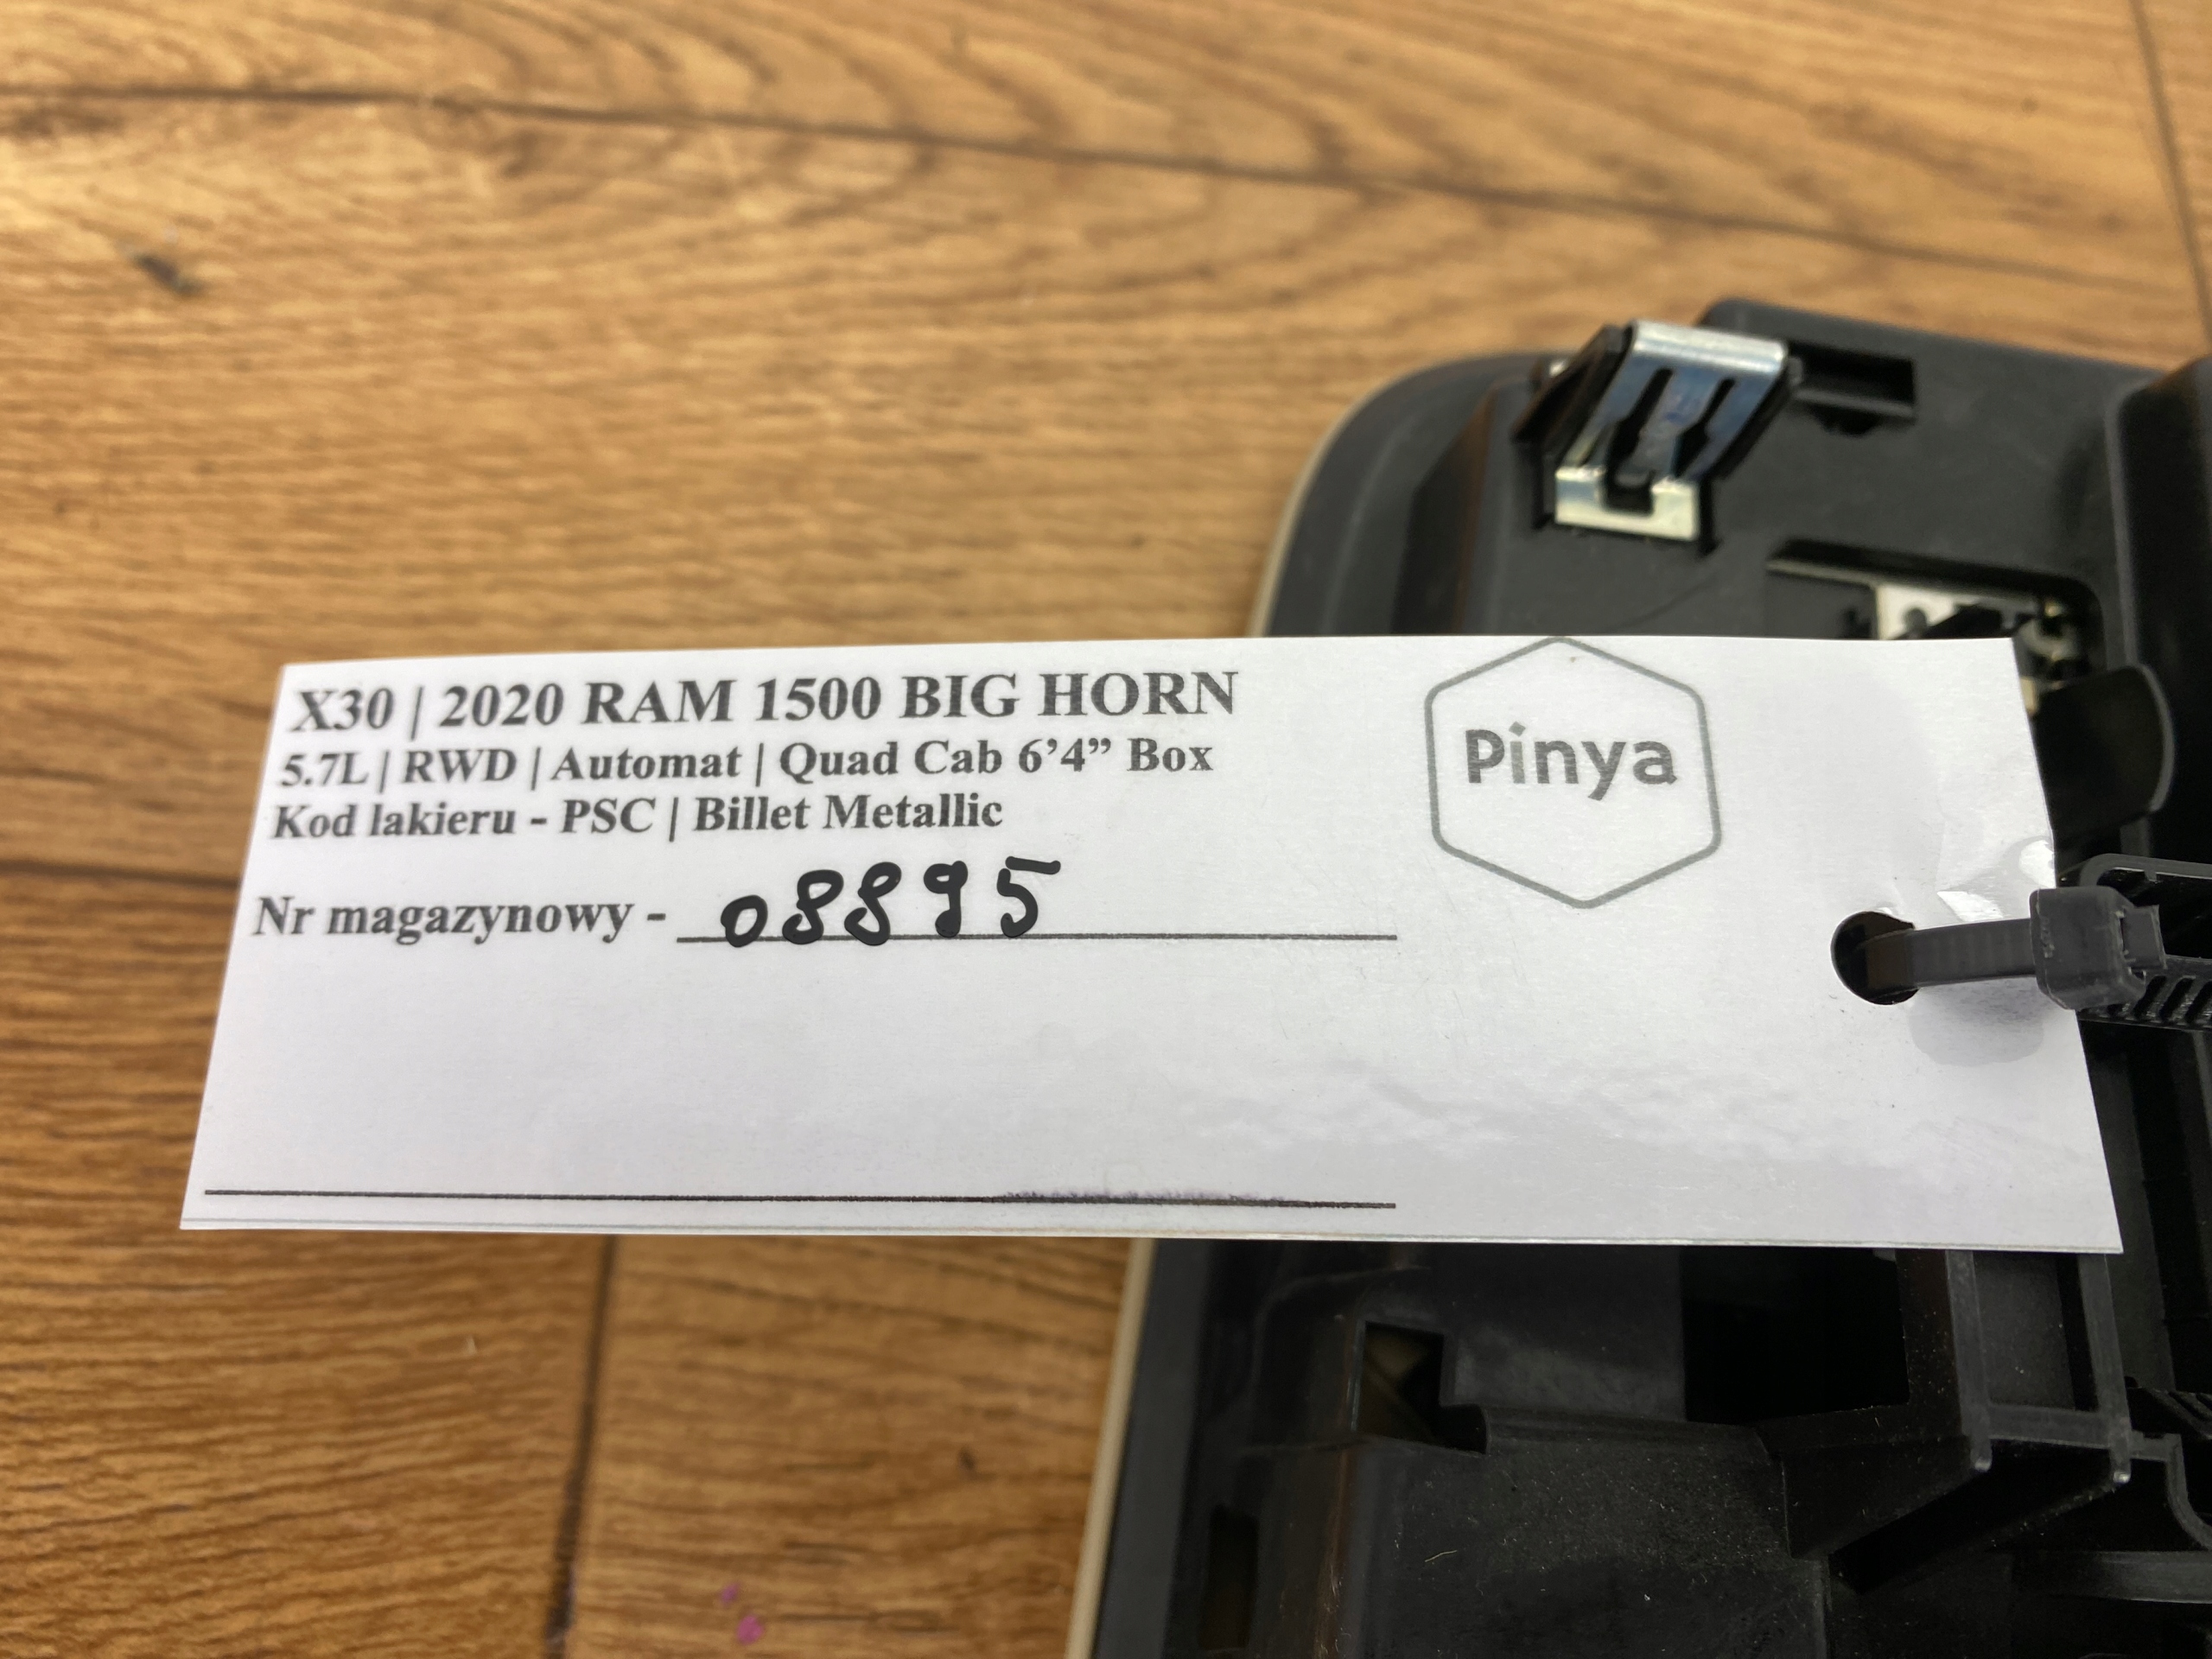 X30 | 2020 RAM 1500 BIG HORN
5.7L | RWD | Automat | Quad Cab 6’4” Box
Kod lakieru - PSC | Billet Metallic
Nr magazynowy - 08895
Pinya